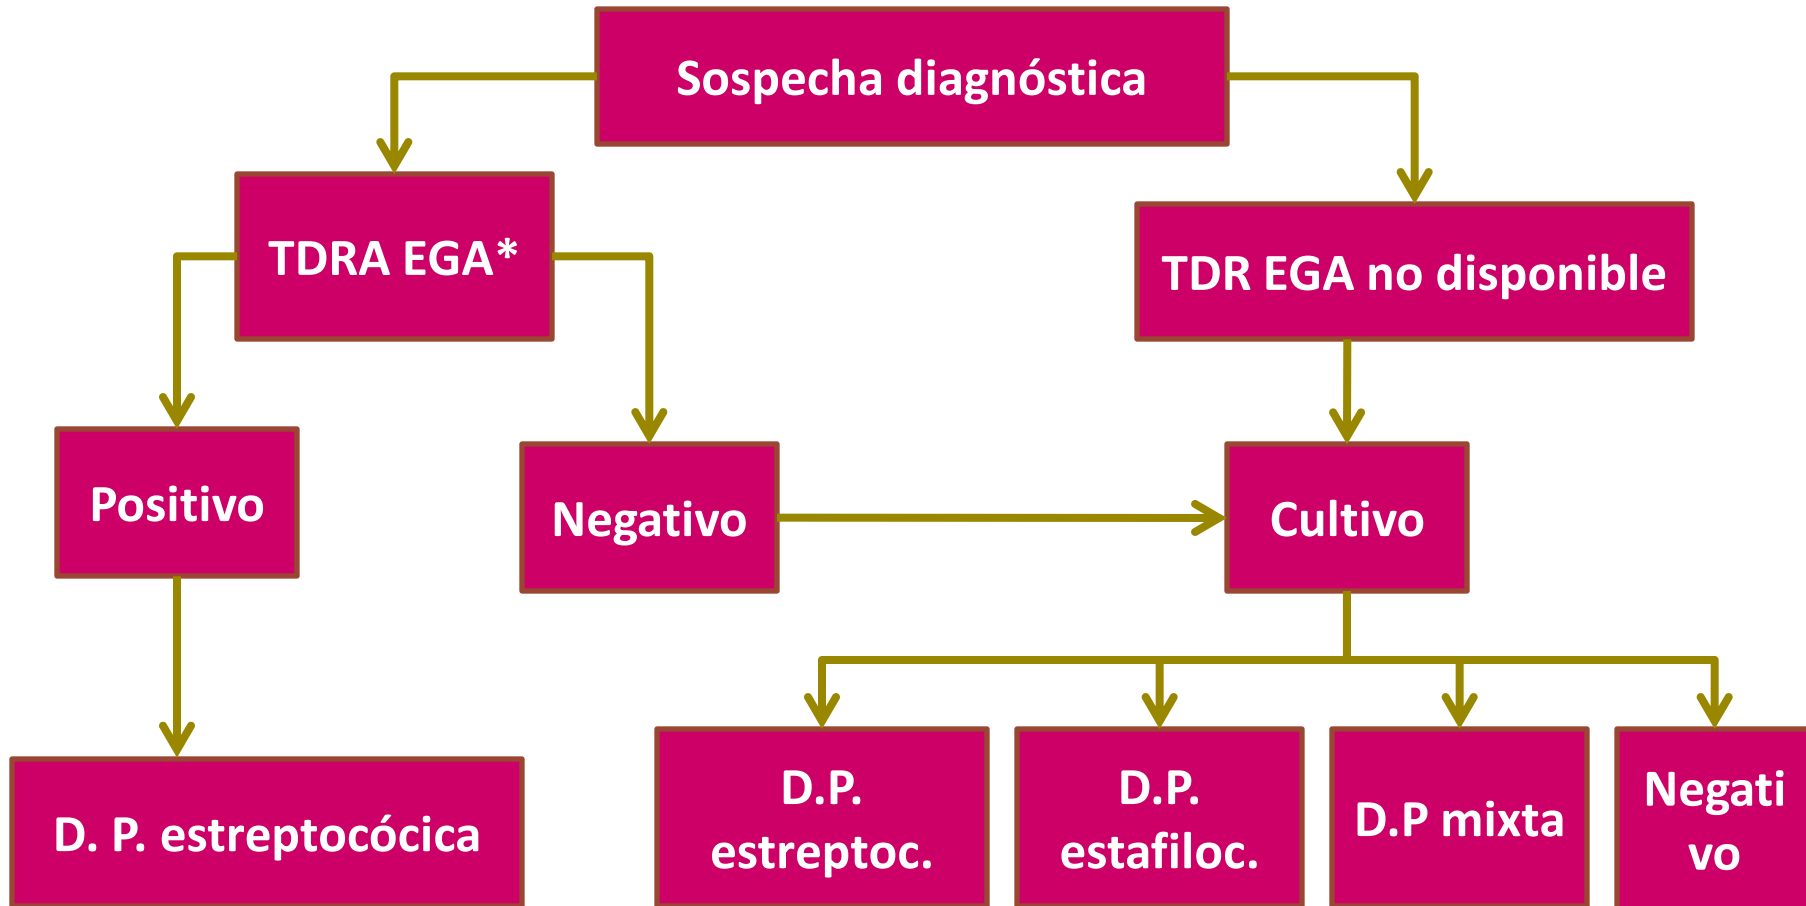 Sospecha diagnóstica
TDRA EGA*
TDR EGA no disponible
Positivo
Negativo
Cultivo
D. P. estreptocócica
D.P.
estreptoc.
D.P.
estafiloc.
D.P mixta
Negati
vo